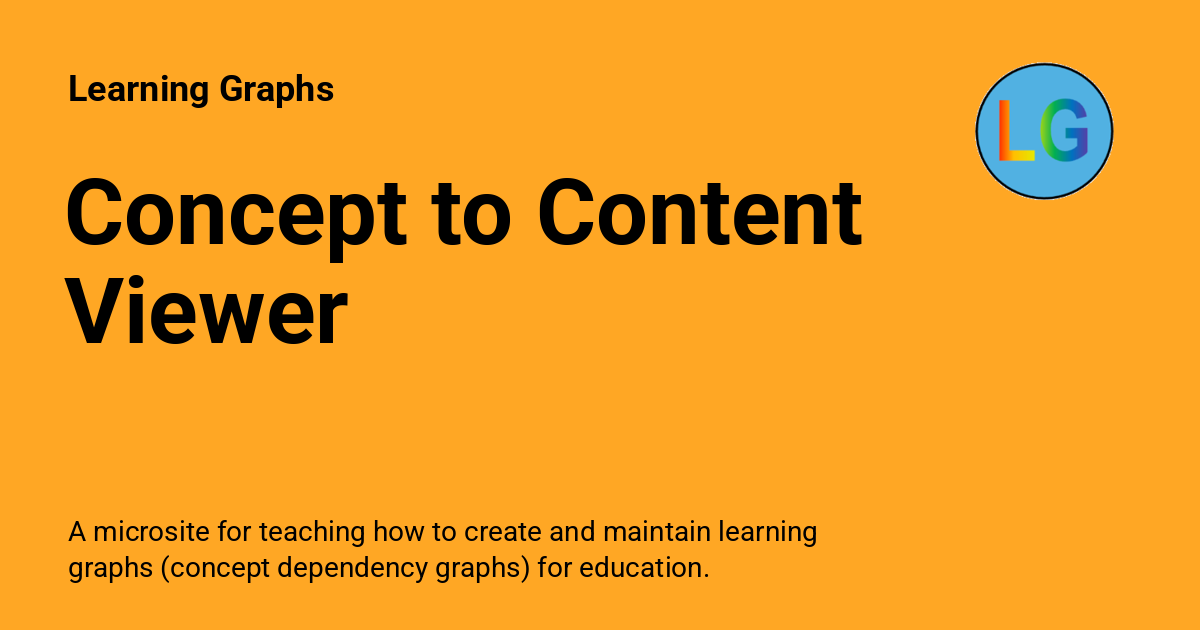 Learning Graphs
LG
Concept to Content
Viewer
A microsite for teaching how to create and maintain learning
graphs (concept dependency graphs) for education.